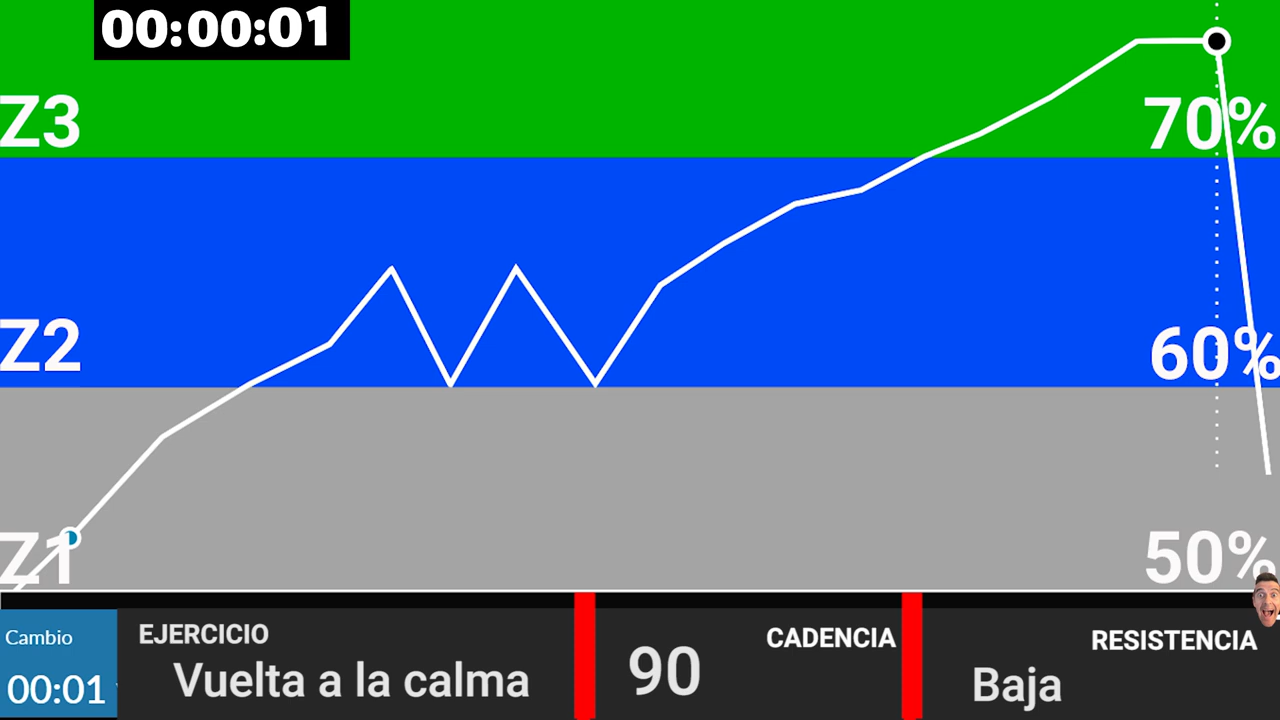 00:00:01
Z3
70%
Z2
60%
Z1
50%
Cambio
00:01
EJERCICIO
Vuelta a la calma
90
CADENCIA
RESISTENCIA
Baja